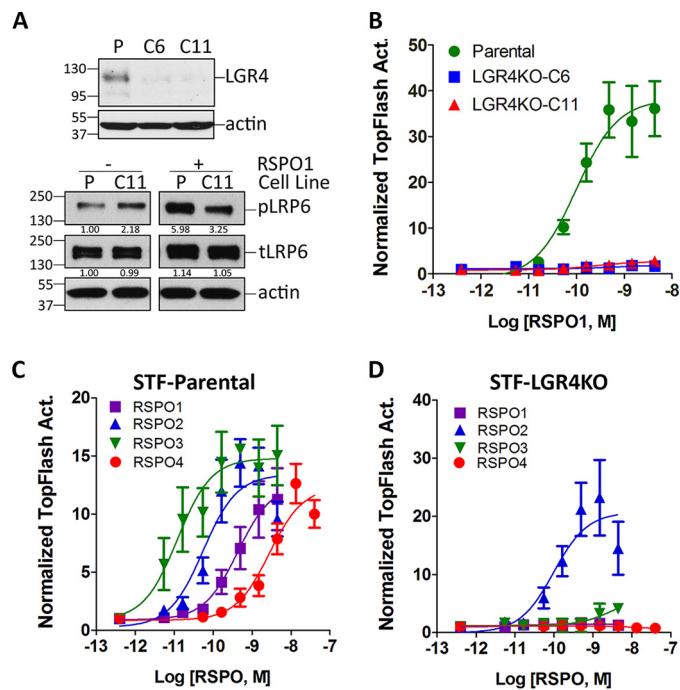 A
P C6 C11
130
95
LGR4
55
37
actin
- + RSPO1
P C11 P C11 Cell Line
250
130
pLRP6
1.00 2.18 5.98 3.25
250
130
tLRP6
1.00 0.99 1.14 1.05
55
37
actin
B
Normalized TopFlash Act.
50
40
30
20
10
0
Parental
LGR4KO-C6
LGR4KO-C11
-13 -12 -11 -10 -9 -8
Log [RSPO1, M]
C
STF-Parental
Normalized TopFlash Act.
20
15
10
5
0
RSPO1
RSPO2
RSPO3
RSPO4
-13 -12 -11 -10 -9 -8 -7
Log [RSPO, M]
D
STF-LGR4KO
Normalized TopFlash Act.
40
30
20
10
0
RSPO1
RSPO2
RSPO3
RSPO4
-13 -12 -11 -10 -9 -8 -7
Log [RSPO, M]